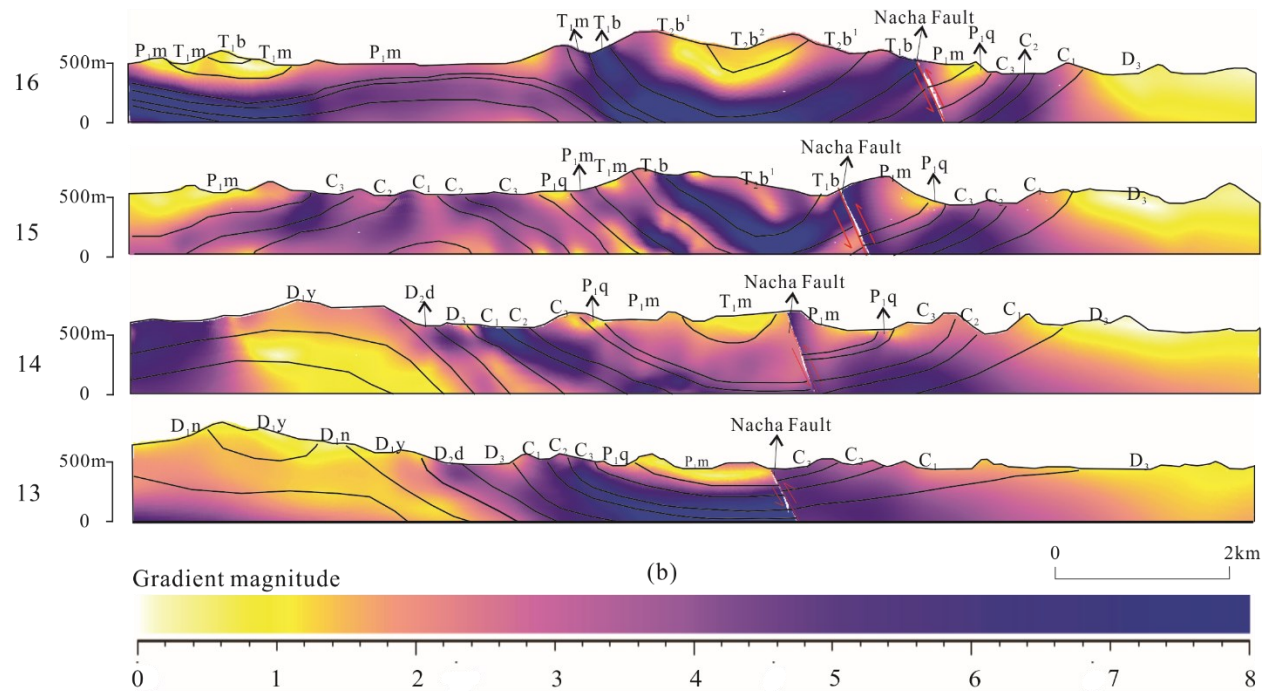 Nacha Fault
T₁m T₁b T₂b¹ T₂b² T₂b¹ T₁b P₁m P₁q C₃ C₂ C₁ D₃
P₁m T₁m T₁b T₁m P₁m
16
500m
0
Nacha Fault
P₁m C₃ C₂ C₁ C₂ C₃ P₁q P₁m T₁m T₁b T₂b¹ T₁b P₁m P₁q C₃ C₂ C₁ D₃
15
500m
0
Nacha Fault
D₁y D₂d D₃ C₁ C₂ C₃ P₁q P₁m T₁m P₁m P₁q C₃ C₂ C₁ D₃
14
500m
0
Nacha Fault
D₁n D₁y D₁n D₁y D₂d D₃ C₁ C₂ C₃ P₁q P₁m C₃ C₂ C₁ D₃
13
500m
0
0 2km
Gradient magnitude (b)
0 1 2 3 4 5 6 7 8